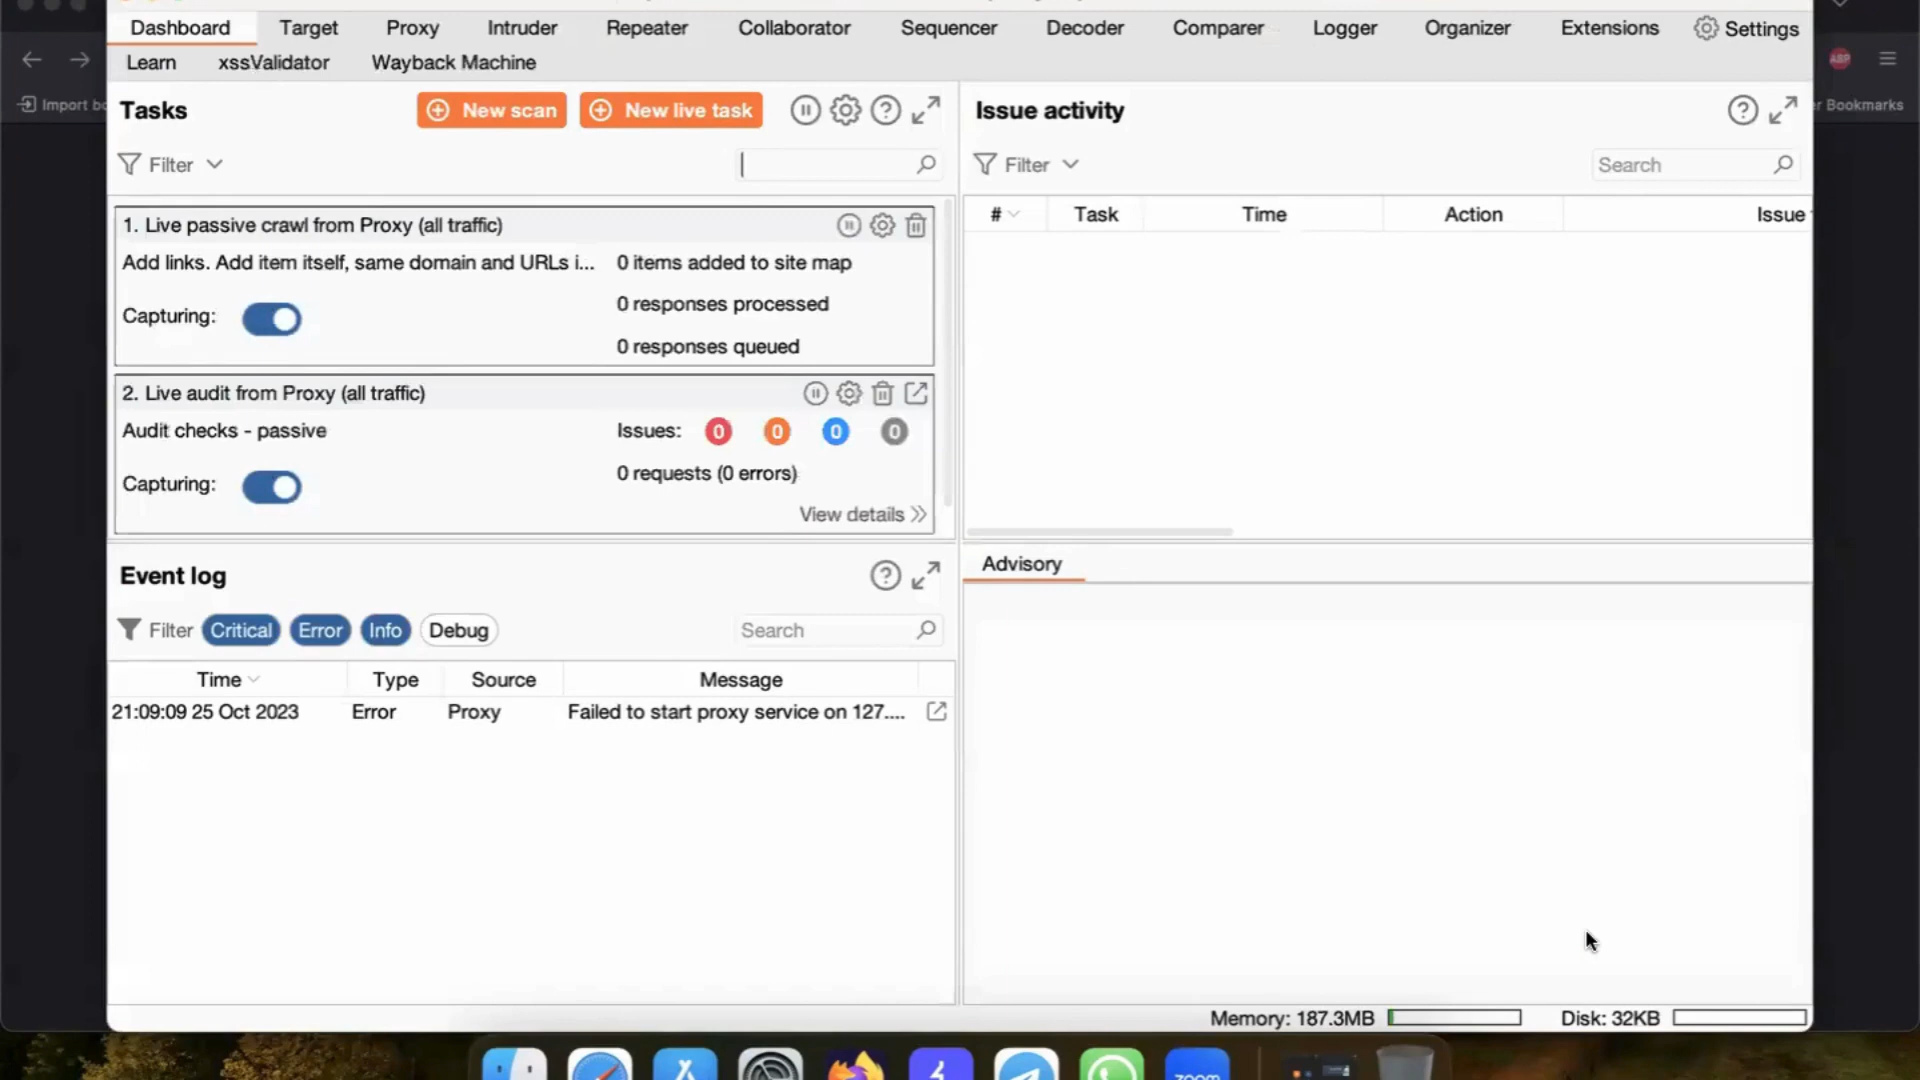 Dashboard Target Proxy Intruder Repeater Collaborator Sequencer Decoder Comparer Logger Organizer Extensions Settings
Learn xssValidator Wayback Machine
ABP
Import bo
r Bookmarks
Tasks New scan New live task
Filter
1. Live passive crawl from Proxy (all traffic)
Add links. Add item itself, same domain and URLs i... 0 items added to site map
0 responses processed
Capturing:
0 responses queued
2. Live audit from Proxy (all traffic)
Audit checks - passive Issues: 0 0 0 0
0 requests (0 errors)
Capturing:
View details
Issue activity
Filter Search
# Task Time Action Issue
Event log
Filter Critical Error Info Debug Search
Time Type Source Message
21:09:09 25 Oct 2023 Error Proxy Failed to start proxy service on 127....
Advisory
Memory: 187.3MB Disk: 32KB
zoom